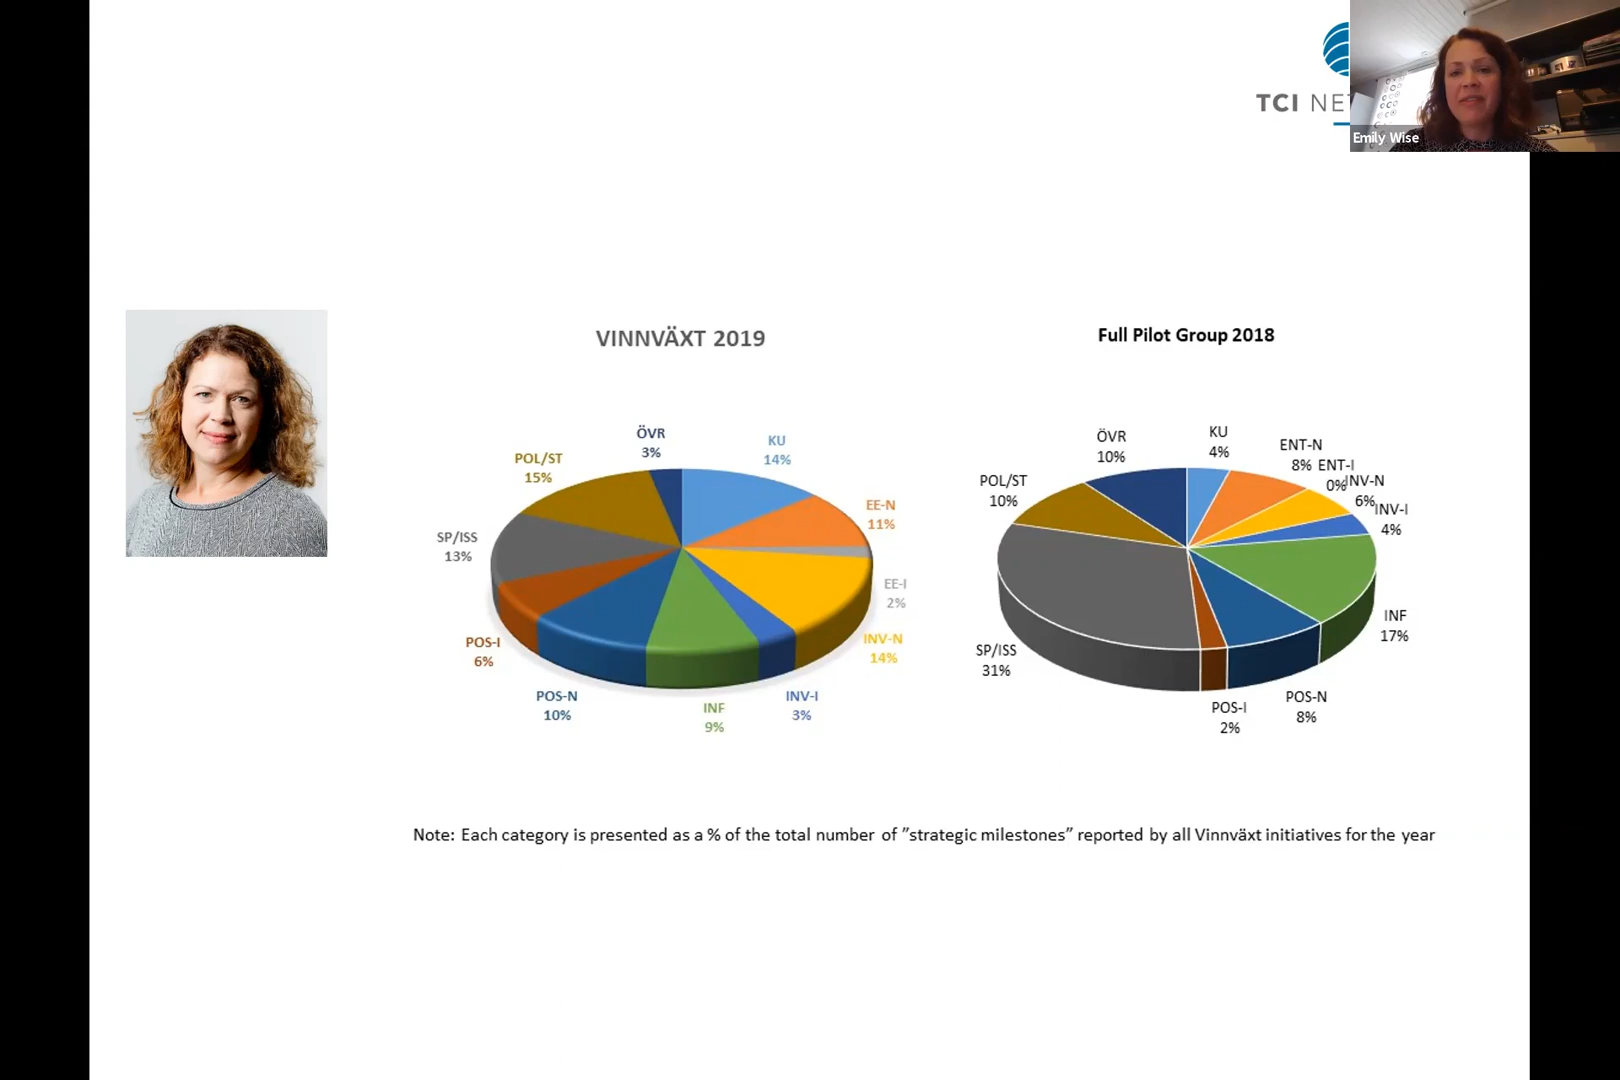 TCI NE
Emily Wise
VINNVÄXT 2019
ÖVR
3%
KU
14%
POL/ST
15%
EE-N
11%
SP/ISS
13%
EE-I
2%
INV-N
14%
POS-I
6%
POS-N
10%
INF
9%
INV-I
3%
Full Pilot Group 2018
ÖVR
10%
KU
4%
ENT-N
8%
ENT-I
0%
INV-N
6%
POL/ST
10%
INV-I
4%
INF
17%
SP/ISS
31%
POS-I
2%
POS-N
8%
Note: Each category is presented as a % of the total number of ”strategic milestones” reported by all Vinnväxt initiatives for the year